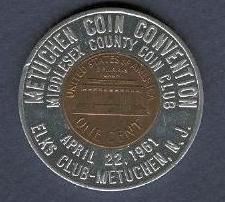 METUCHEN COIN CONVENTION
MIDDLESEX COUNTY COIN CLUB
UNITED STATES OF AMERICA
ONE CENT
APRIL 22, 1961
ELKS CLUB-METUCHEN, N.J.